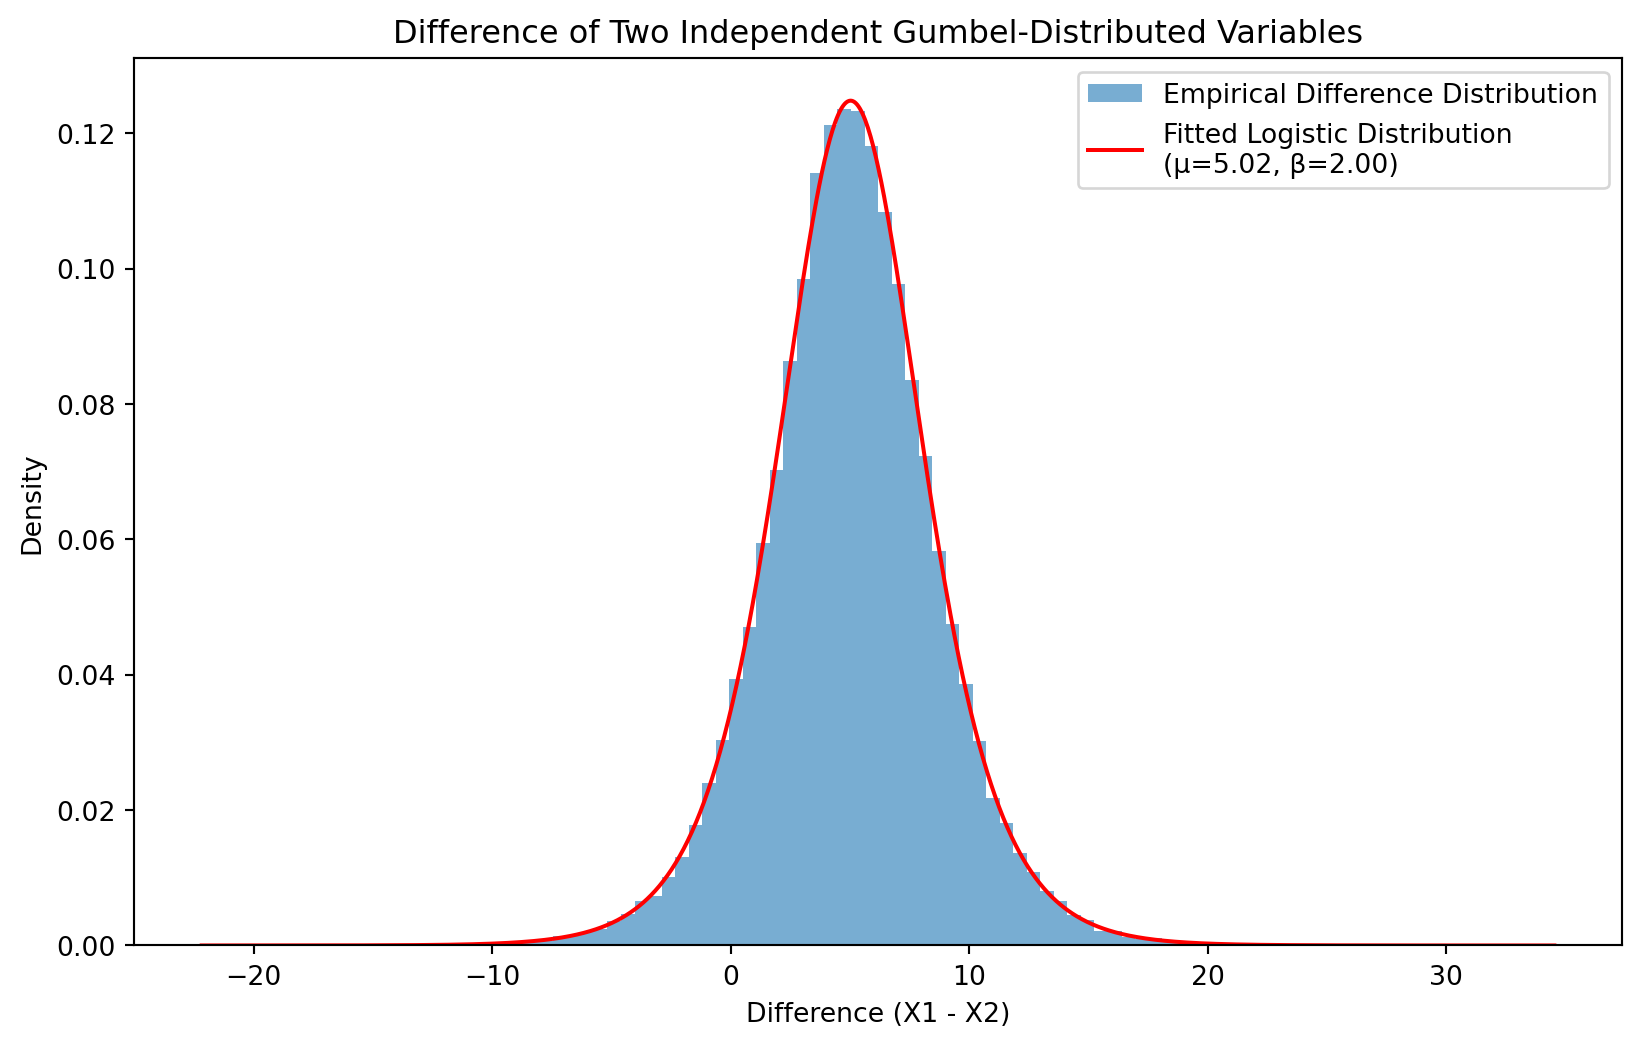 Difference of Two Independent Gumbel-Distributed Variables
Empirical Difference Distribution
Fitted Logistic Distribution
(μ=5.02, β=2.00)
Density
0.12
0.10
0.08
0.06
0.04
0.02
0.00
−20 −10 0 10 20 30
Difference (X1 - X2)